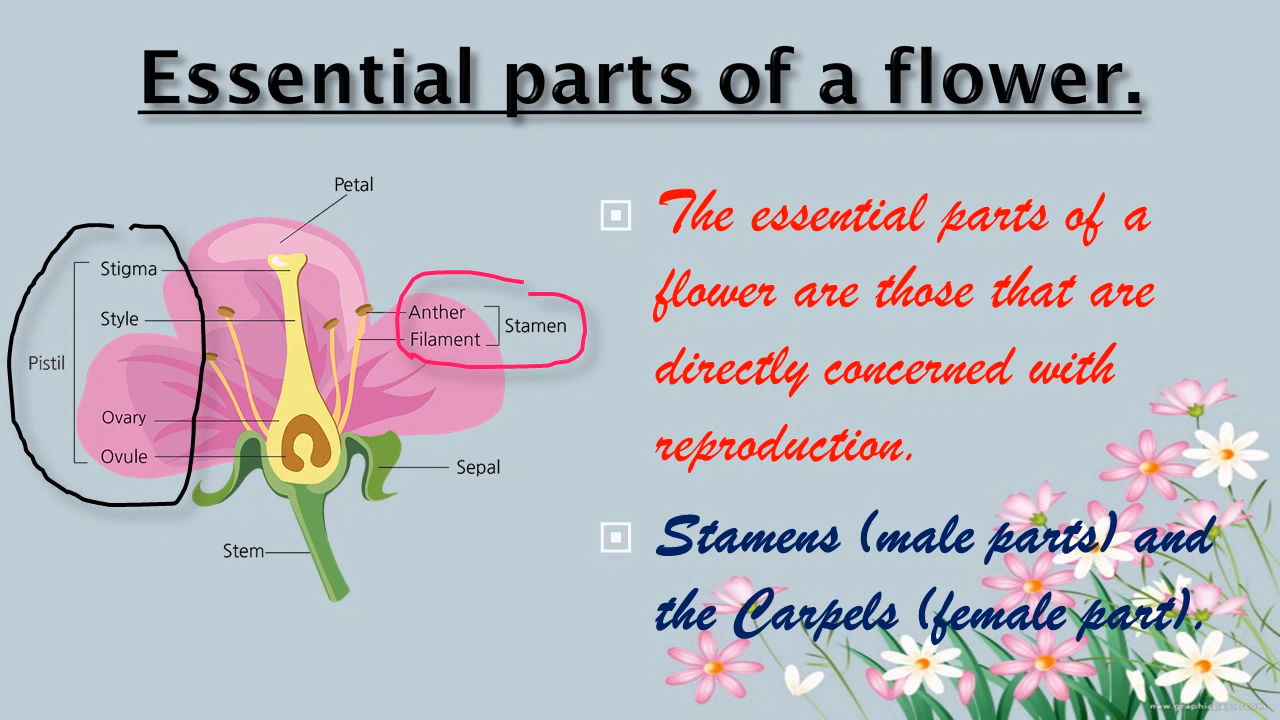 Essential parts of a flower.
Petal
Stigma
Style
Pistil
Ovary
Ovule
Anther
Filament
Stamen
Sepal
Stem
The essential parts of a
flower are those that are
directly concerned with
reproduction.
Stamens (male parts) and
the Carpels (female part).